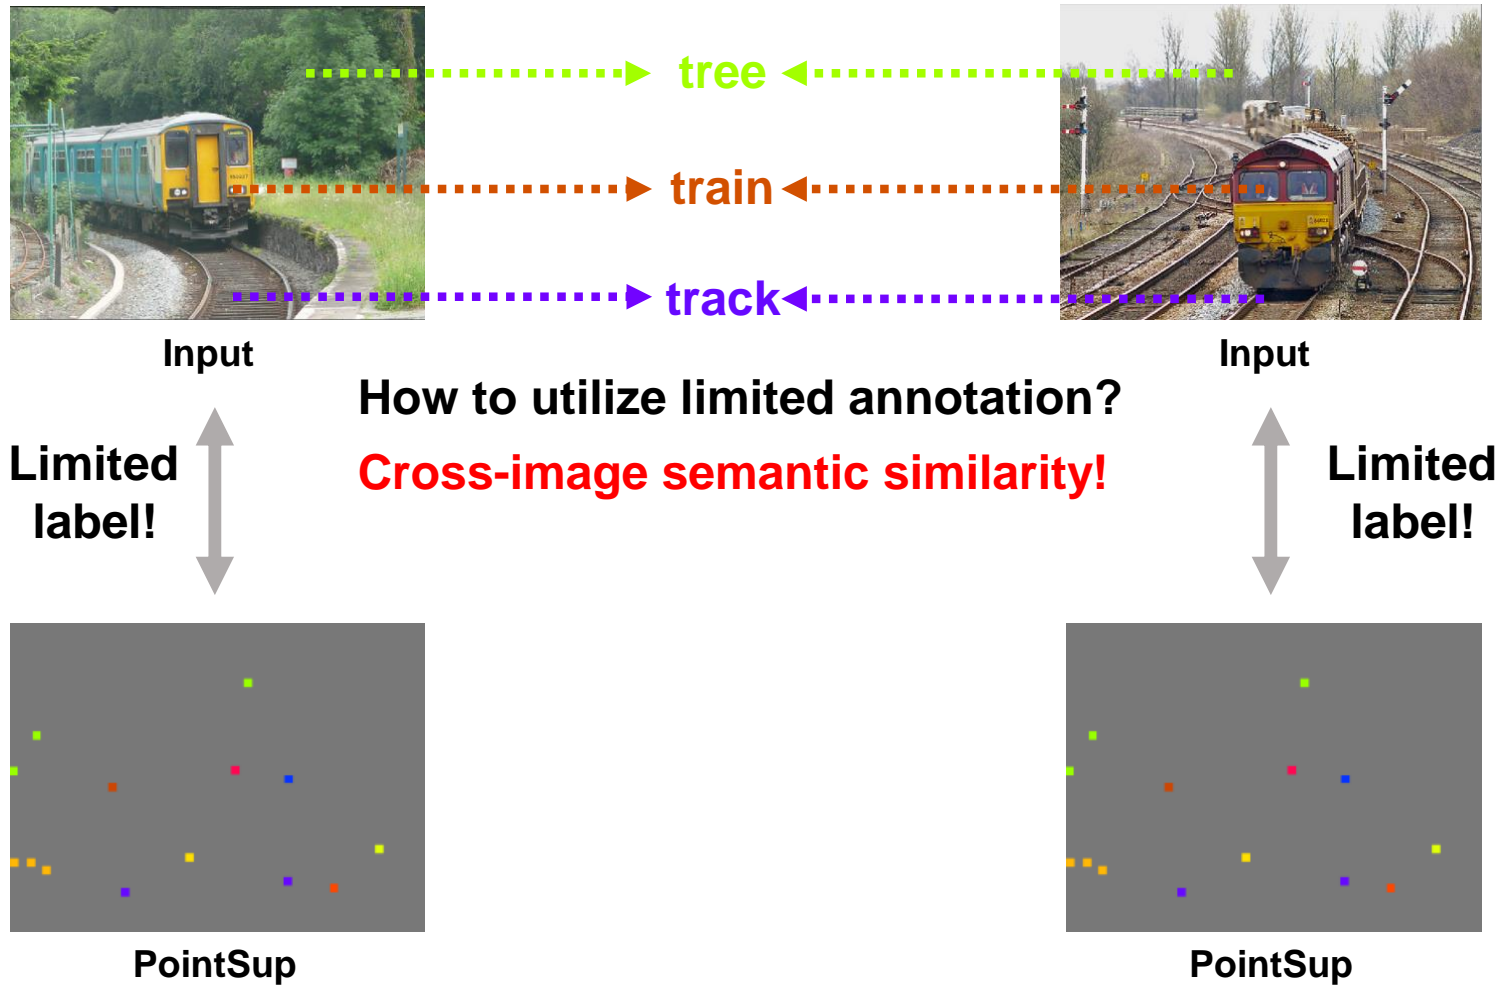 tree
train
track
Input
Input
How to utilize limited annotation?
Cross-image semantic similarity!
Limited
label!
Limited
label!
PointSup
PointSup